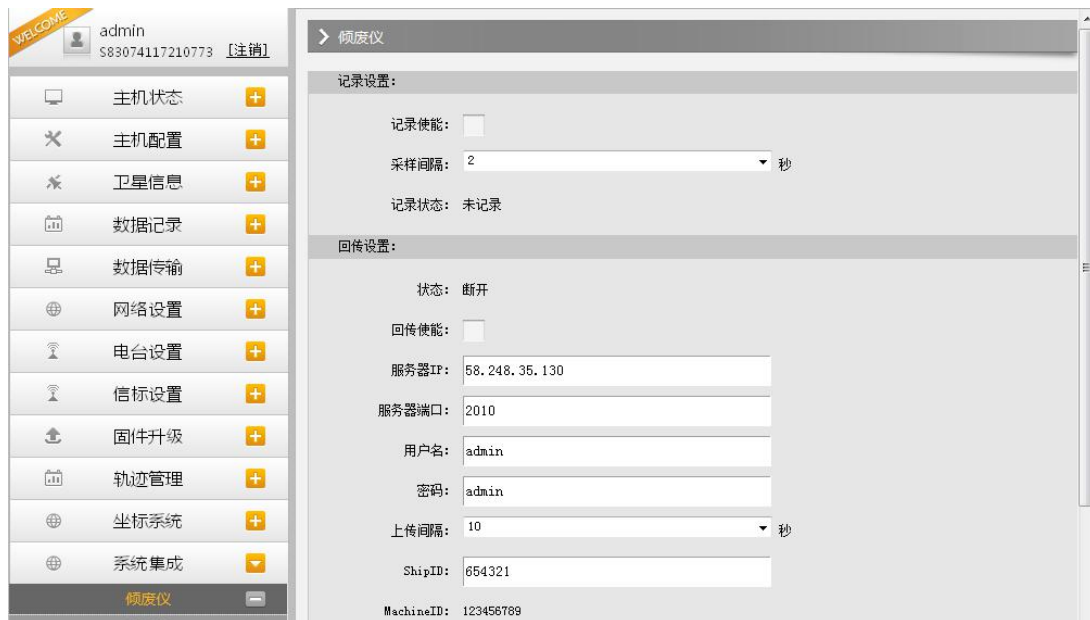 WELCOME
admin
S83074117210773 [注销]
主机状态
主机配置
卫星信息
数据记录
数据传输
网络设置
电台设置
信标设置
固件升级
轨迹管理
坐标系统
系统集成
倾废仪
倾废仪
记录设置:
记录使能:
采样间隔: 2 秒
记录状态: 未记录
回传设置:
状态: 断开
回传使能:
服务器IP: 58.248.35.130
服务器端口: 2010
用户名: admin
密码: admin
上传间隔: 10 秒
ShipID: 654321
MachineID: 123456789